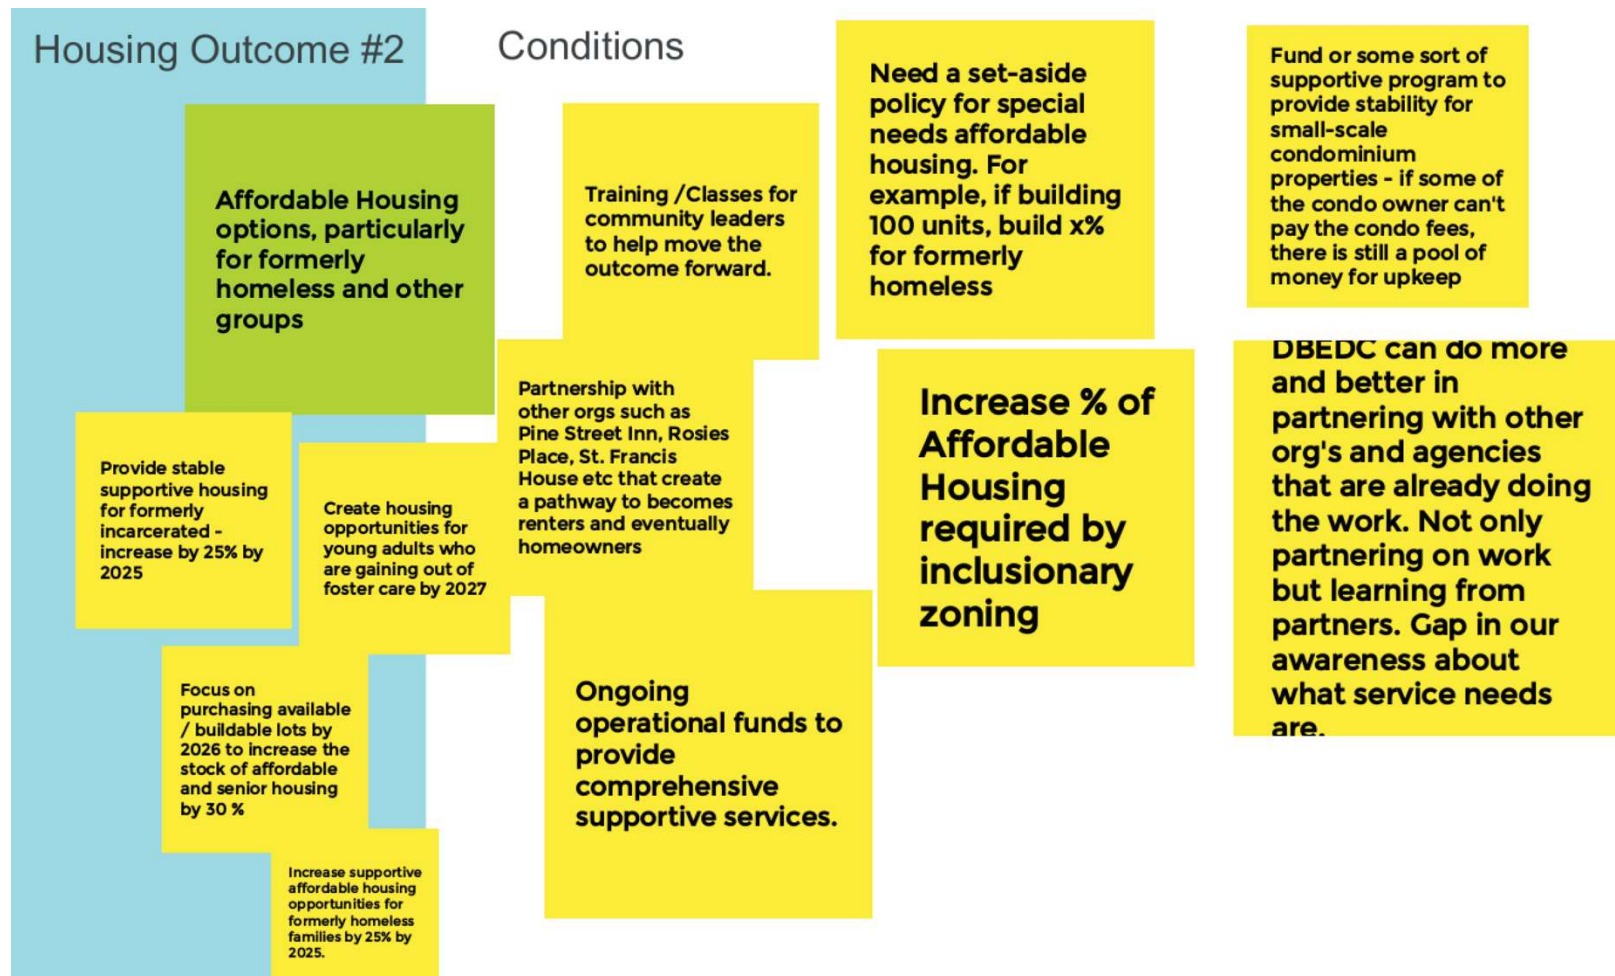 Housing Outcome #2
Affordable Housing
options, particularly
for formerly
homeless and other
groups
Provide stable
supportive housing
for formerly
incarcerated -
increase by 25% by
2025
Create housing
opportunities for
young adults who
are gaining out of
foster care by 2027
Focus on
purchasing available
/ buildable lots by
2026 to increase the
stock of affordable
and senior housing
by 30 %
Increase supportive
affordable housing
opportunities for
formerly homeless
families by 25% by
2025.
Conditions
Training /Classes for
community leaders
to help move the
outcome forward.
Partnership with
other orgs such as
Pine Street Inn, Rosies
Place, St. Francis
House etc that create
a pathway to becomes
renters and eventually
homeowners
Ongoing
operational funds to
provide
comprehensive
supportive services.
Need a set-aside
policy for special
needs affordable
housing. For
example, if building
100 units, build x%
for formerly
homeless
Increase % of
Affordable
Housing
required by
inclusionary
zoning
Fund or some sort of
supportive program to
provide stability for
small-scale
condominium
properties - if some of
the condo owner can't
pay the condo fees,
there is still a pool of
money for upkeep
DBEDC can do more
and better in
partnering with other
org's and agencies
that are already doing
the work. Not only
partnering on work
but learning from
partners. Gap in our
awareness about
what service needs
are.